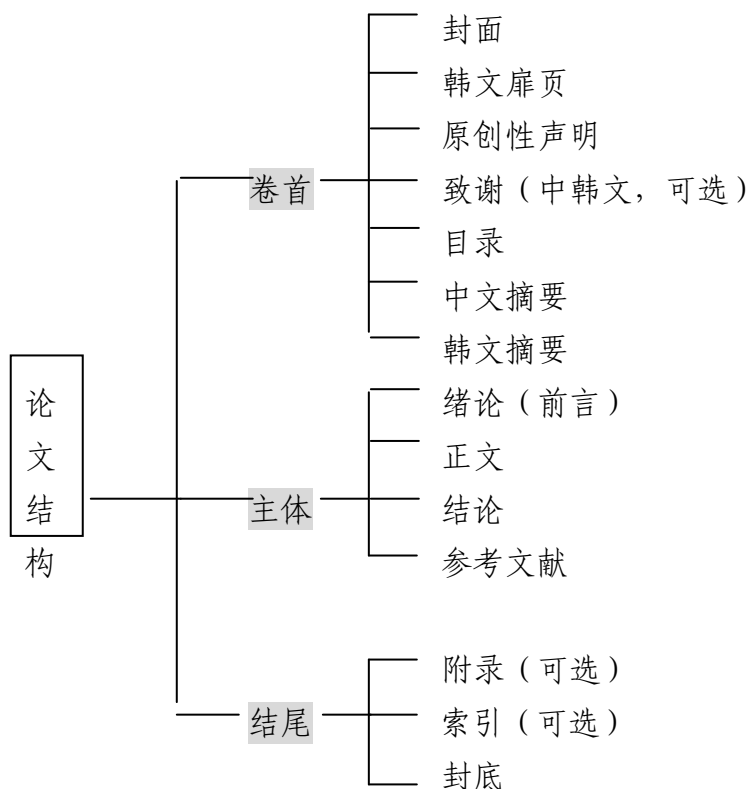 封面
韩文扉页
原创性声明
卷首
致谢（中韩文，可选）
目录
中文摘要
韩文摘要
论
文
结
构
绪论（前言）
正文
主体
结论
参考文献
附录（可选）
结尾
索引（可选）
封底